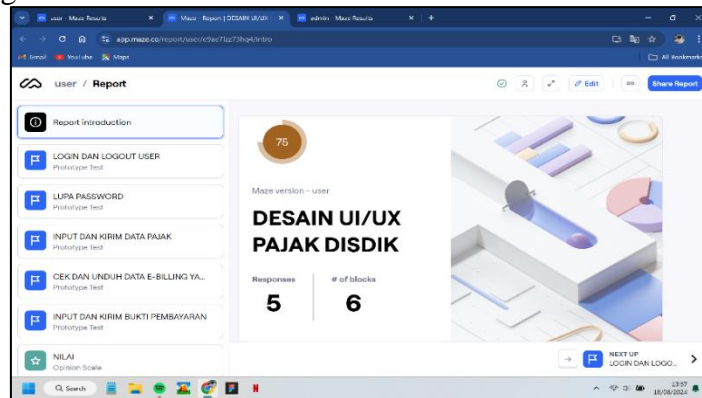 user - Maze Results
Maze - Report | DESAIN UI/UX
admin - Maze Results
Gmail
YouTube
Maps
All Bookmarks
user / Report
Edit
Share Report
Report introduction
LOGIN DAN LOGOUT USER
Prototype Test
LUPA PASSWORD
Prototype Test
INPUT DAN KIRIM DATA PAJAK
Prototype Test
CEK DAN UNDUH DATA E-BILLING YA...
Prototype Test
INPUT DAN KIRIM BUKTI PEMBAYARAN
Prototype Test
NILAI
Opinion Scale
75
Maze version - user
DESAIN UI/UX
PAJAK DISDIK
Responses
# of blocks
5
6
NEXT UP
LOGIN DAN LOGO...
Search
13:57
18/08/2024